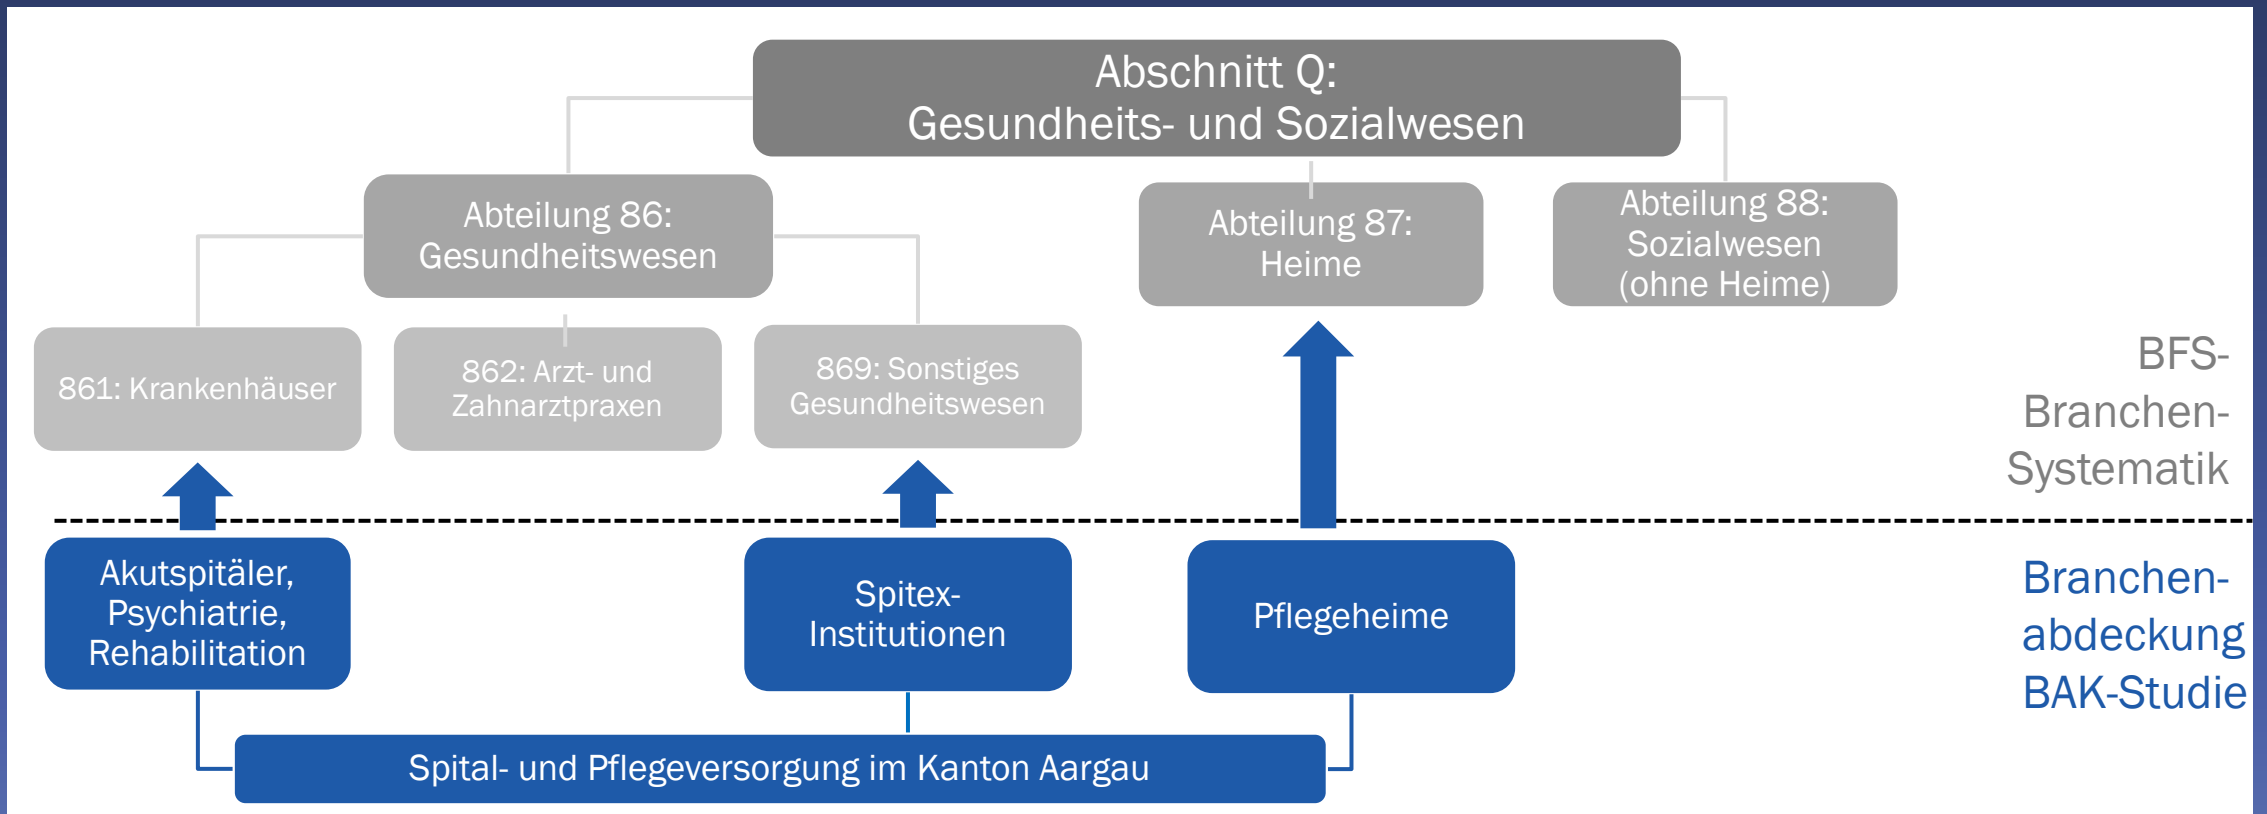 Abschnitt Q:
Gesundheits- und Sozialwesen
Abteilung 86:
Gesundheitswesen
Abteilung 87:
Heime
Abteilung 88:
Sozialwesen
(ohne Heime)
861: Krankenhäuser
862: Arzt- und
Zahnarztpraxen
869: Sonstiges
Gesundheitswesen
BFS-
Branchen-
Systematik
Akutspitäler,
Psychiatrie,
Rehabilitation
Spitex-
Institutionen
Pflegeheime
Branchen-
abdeckung
BAK-Studie
Spital- und Pflegeversorgung im Kanton Aargau